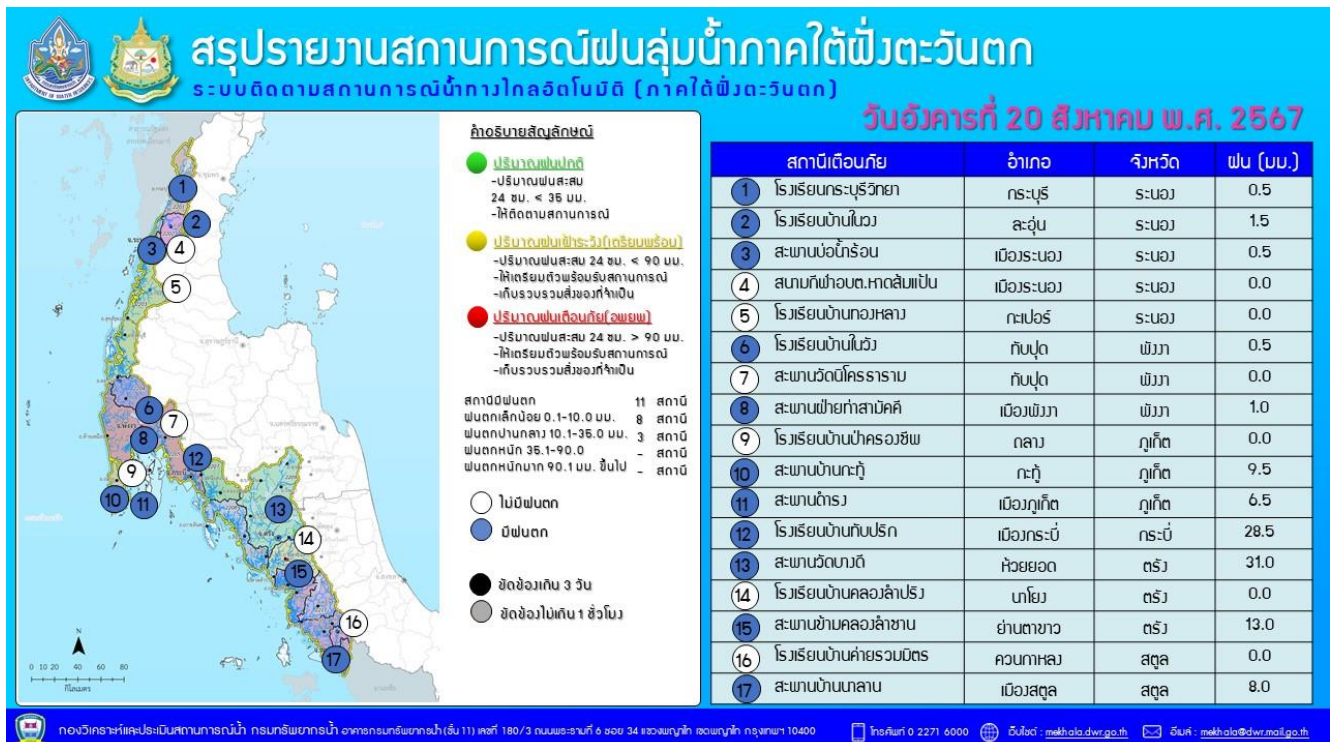 สรุปรายงานสถานการณ์ฝนลุ่มน้ำภาคใต้ฝั่งตะวันตก
ระบบติดตามสถานการณ์น้ำทางไกลอัตโนมัติ (ภาคใต้ฝั่งตะวันตก)
วันอังคารที่ 20 สิงหาคม พ.ศ. 2567
1
2
3
4
5
6
7
8
9
10
11
12
13
14
15
16
17
N
0 10 20 40 60 80
กิโลเมตร
คำอธิบายสัญลักษณ์
ปริมาณฝนปกติ
-ปริมาณฝนสะสม
24 ชม. < 35 มม.
-ให้ติดตามสถานการณ์
ปริมาณฝนเฝ้าระวัง(เตรียมพร้อม)
-ปริมาณฝนสะสม 24 ชม. < 90 มม.
-ให้เตรียมตัวพร้อมรับสถานการณ์
-เก็บรวบรวมสิ่งของที่จำเป็น
ปริมาณฝนเตือนภัย(อพยพ)
-ปริมาณฝนสะสม 24 ชม. > 90 มม.
-ให้เตรียมตัวพร้อมรับสถานการณ์
-เก็บรวบรวมสิ่งของที่จำเป็น
สถานีมีฝนตก 11 สถานี
ฝนตกเล็กน้อย 0.1-10.0 มม. 8 สถานี
ฝนตกปานกลาง 10.1-35.0 มม. 3 สถานี
ฝนตกหนัก 35.1-90.0 - สถานี
ฝนตกหนักมาก 90.1 มม. ขึ้นไป - สถานี
ไม่มีฝนตก
มีฝนตก
ขัดข้องเกิน 3 วัน
ขัดข้องไม่เกิน 1 ชั่วโมง
สถานีเตือนภัย อำเภอ จังหวัด ฝน (มม.)
1 โรงเรียนกระบุรีวิทยา กระบุรี ระนอง 0.5
2 โรงเรียนบ้านในวง ละอุ่น ระนอง 1.5
3 สะพานบ่อน้ำร้อน เมืองระนอง ระนอง 0.5
4 สนามกีฬาอบต.หาดส้มแป้น เมืองระนอง ระนอง 0.0
5 โรงเรียนบ้านทองหลาง กะเปอร์ ระนอง 0.0
6 โรงเรียนบ้านในวัง ทับปุด พังงา 0.5
7 สะพานวัดนิโครธาราม ทับปุด พังงา 0.0
8 สะพานฝ่ายท่าสามัคคี เมืองพังงา พังงา 1.0
9 โรงเรียนบ้านป่าครองชีพ ถลาง ภูเก็ต 0.0
10 สะพานบ้านกะทู้ กะทู้ ภูเก็ต 9.5
11 สะพานดำรง เมืองภูเก็ต ภูเก็ต 6.5
12 โรงเรียนบ้านทับปริก เมืองกระบี่ กระบี่ 28.5
13 สะพานวัดบางดี ห้วยยอด ตรัง 31.0
14 โรงเรียนบ้านคลองลำปริง นาโยง ตรัง 0.0
15 สะพานข้ามคลองลำชาน ย่านตาขาว ตรัง 13.0
16 โรงเรียนบ้านค่ายรวมมิตร ควนกาหลง สตูล 0.0
17 สะพานบ้านนาลาน เมืองสตูล สตูล 8.0
กองวิเคราะห์และประเมินสถานการณ์น้ำ กรมทรัพยากรน้ำ อาคารกรมทรัพยากรน้ำ (ชั้น 11) เลขที่ 180/3 ถนนพระรามที่ 6 ซอย 34 แขวงพญาไท เขตพญาไท กรุงเทพฯ 10400 โทรศัพท์ 0 2271 6000 เว็บไซต์ : mekhala.dwr.go.th อีเมล์ : mekhala@dwr.mail.go.th